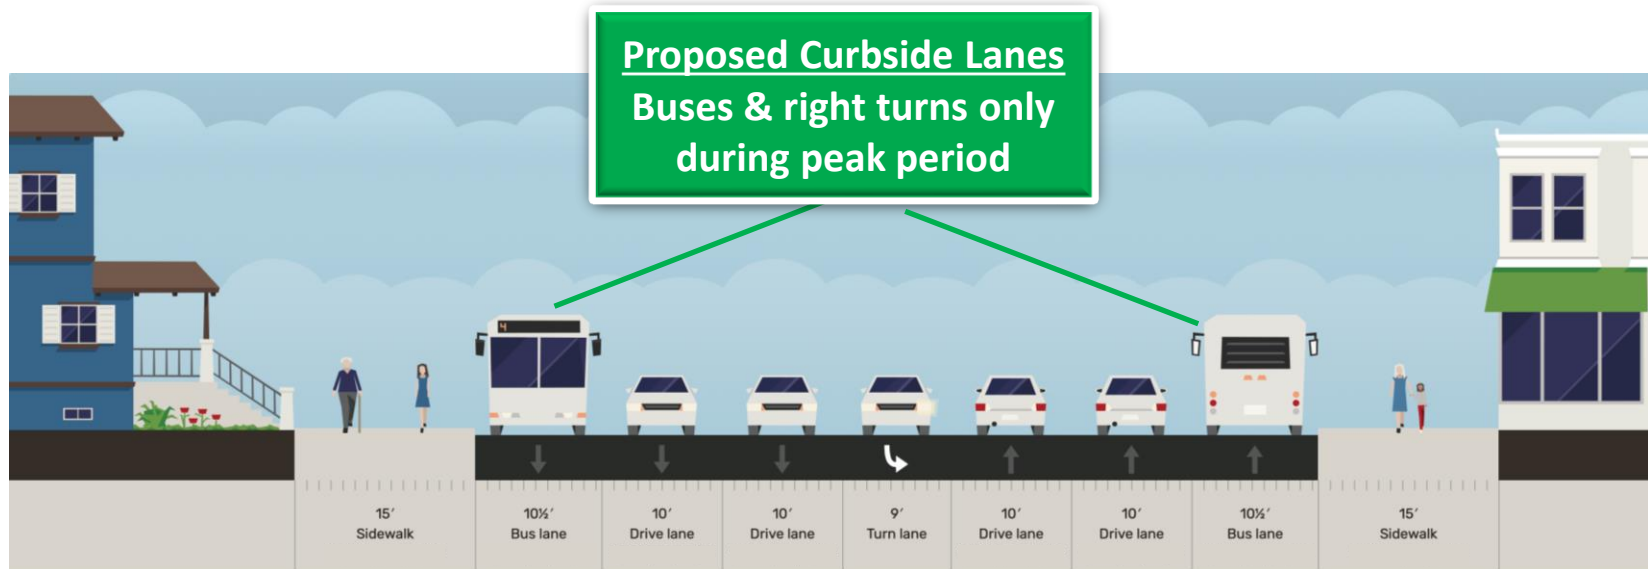 Proposed Curbside Lanes
Buses & right turns only
during peak period
4
15′
Sidewalk
10½′
Bus lane
10′
Drive lane
10′
Drive lane
9′
Turn lane
10′
Drive lane
10′
Drive lane
10½′
Bus lane
15′
Sidewalk